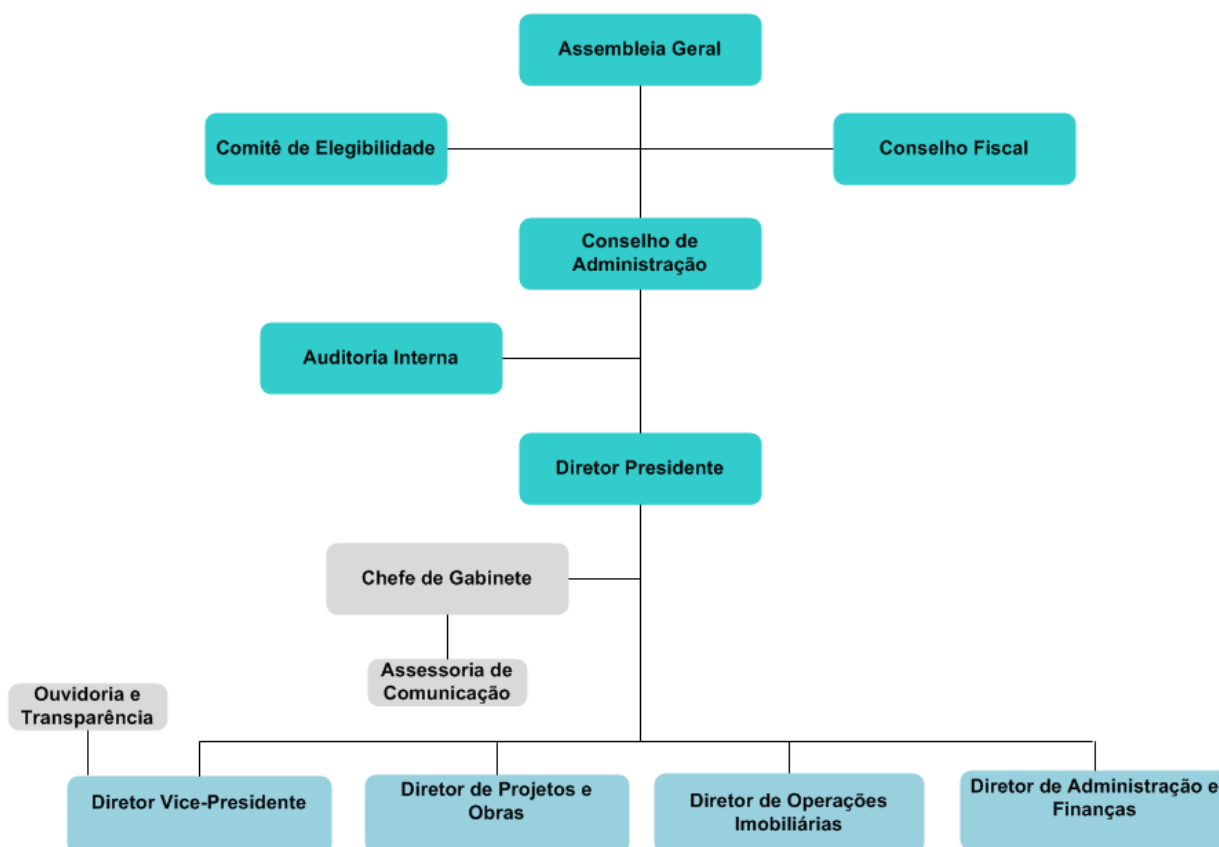 Assembleia Geral
Comitê de Elegibilidade
Conselho Fiscal
Conselho de
Administração
Auditoria Interna
Diretor Presidente
Chefe de Gabinete
Assessoria de
Comunicação
Ouvidoria e
Transparência
Diretor Vice-Presidente
Diretor de Projetos e
Obras
Diretor de Operações
Imobiliárias
Diretor de Administração e
Finanças